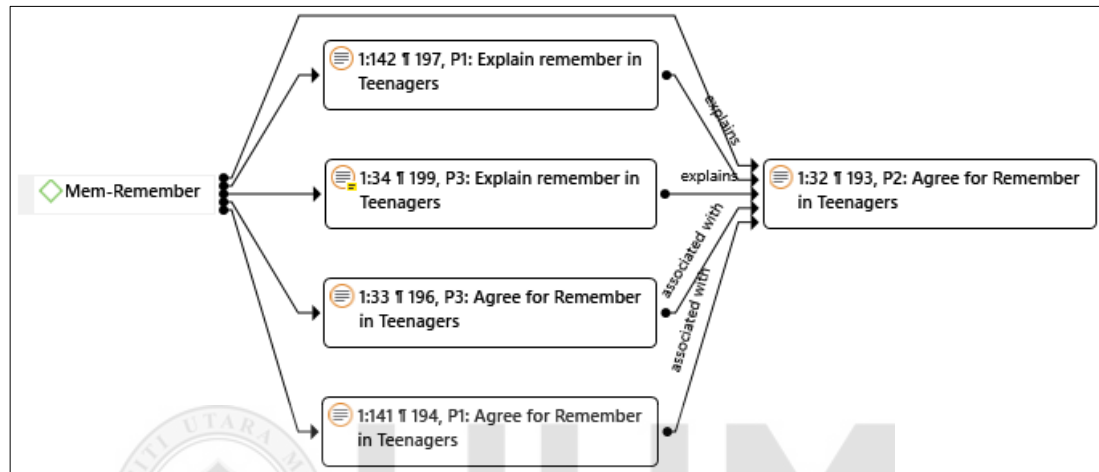 1:142 ¶ 197, P1: Explain remember in
Teenagers
explains
1:34 ¶ 199, P3: Explain remember in
Teenagers
explains
Mem-Remember
1:32 ¶ 193, P2: Agree for Remember
in Teenagers
1:33 ¶ 196, P3: Agree for Remember
in Teenagers
associated with
associated with
1:141 ¶ 194, P1: Agree for Remember
in Teenagers
UTARA